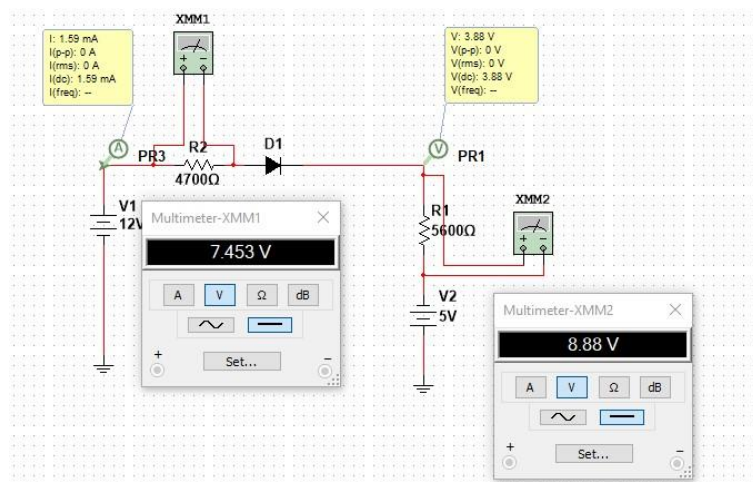 XMM1
I: 1.59 mA
I(p-p): 0 A
I(rms): 0 A
I(dc): 1.59 mA
I(freq): --
V: 3.88 V
V(p-p): 0 V
V(rms): 0 V
V(dc): 3.88 V
V(freq): --
+ -
A
PR3
R2
4700Ω
D1
V
PR1
V1
12V
R1
5600Ω
XMM2
+ -
V2
5V
Multimeter-XMM1 ×
7.453 V
A V Ω dB
+ Set... -
Multimeter-XMM2 ×
8.88 V
A V Ω dB
+ Set... -